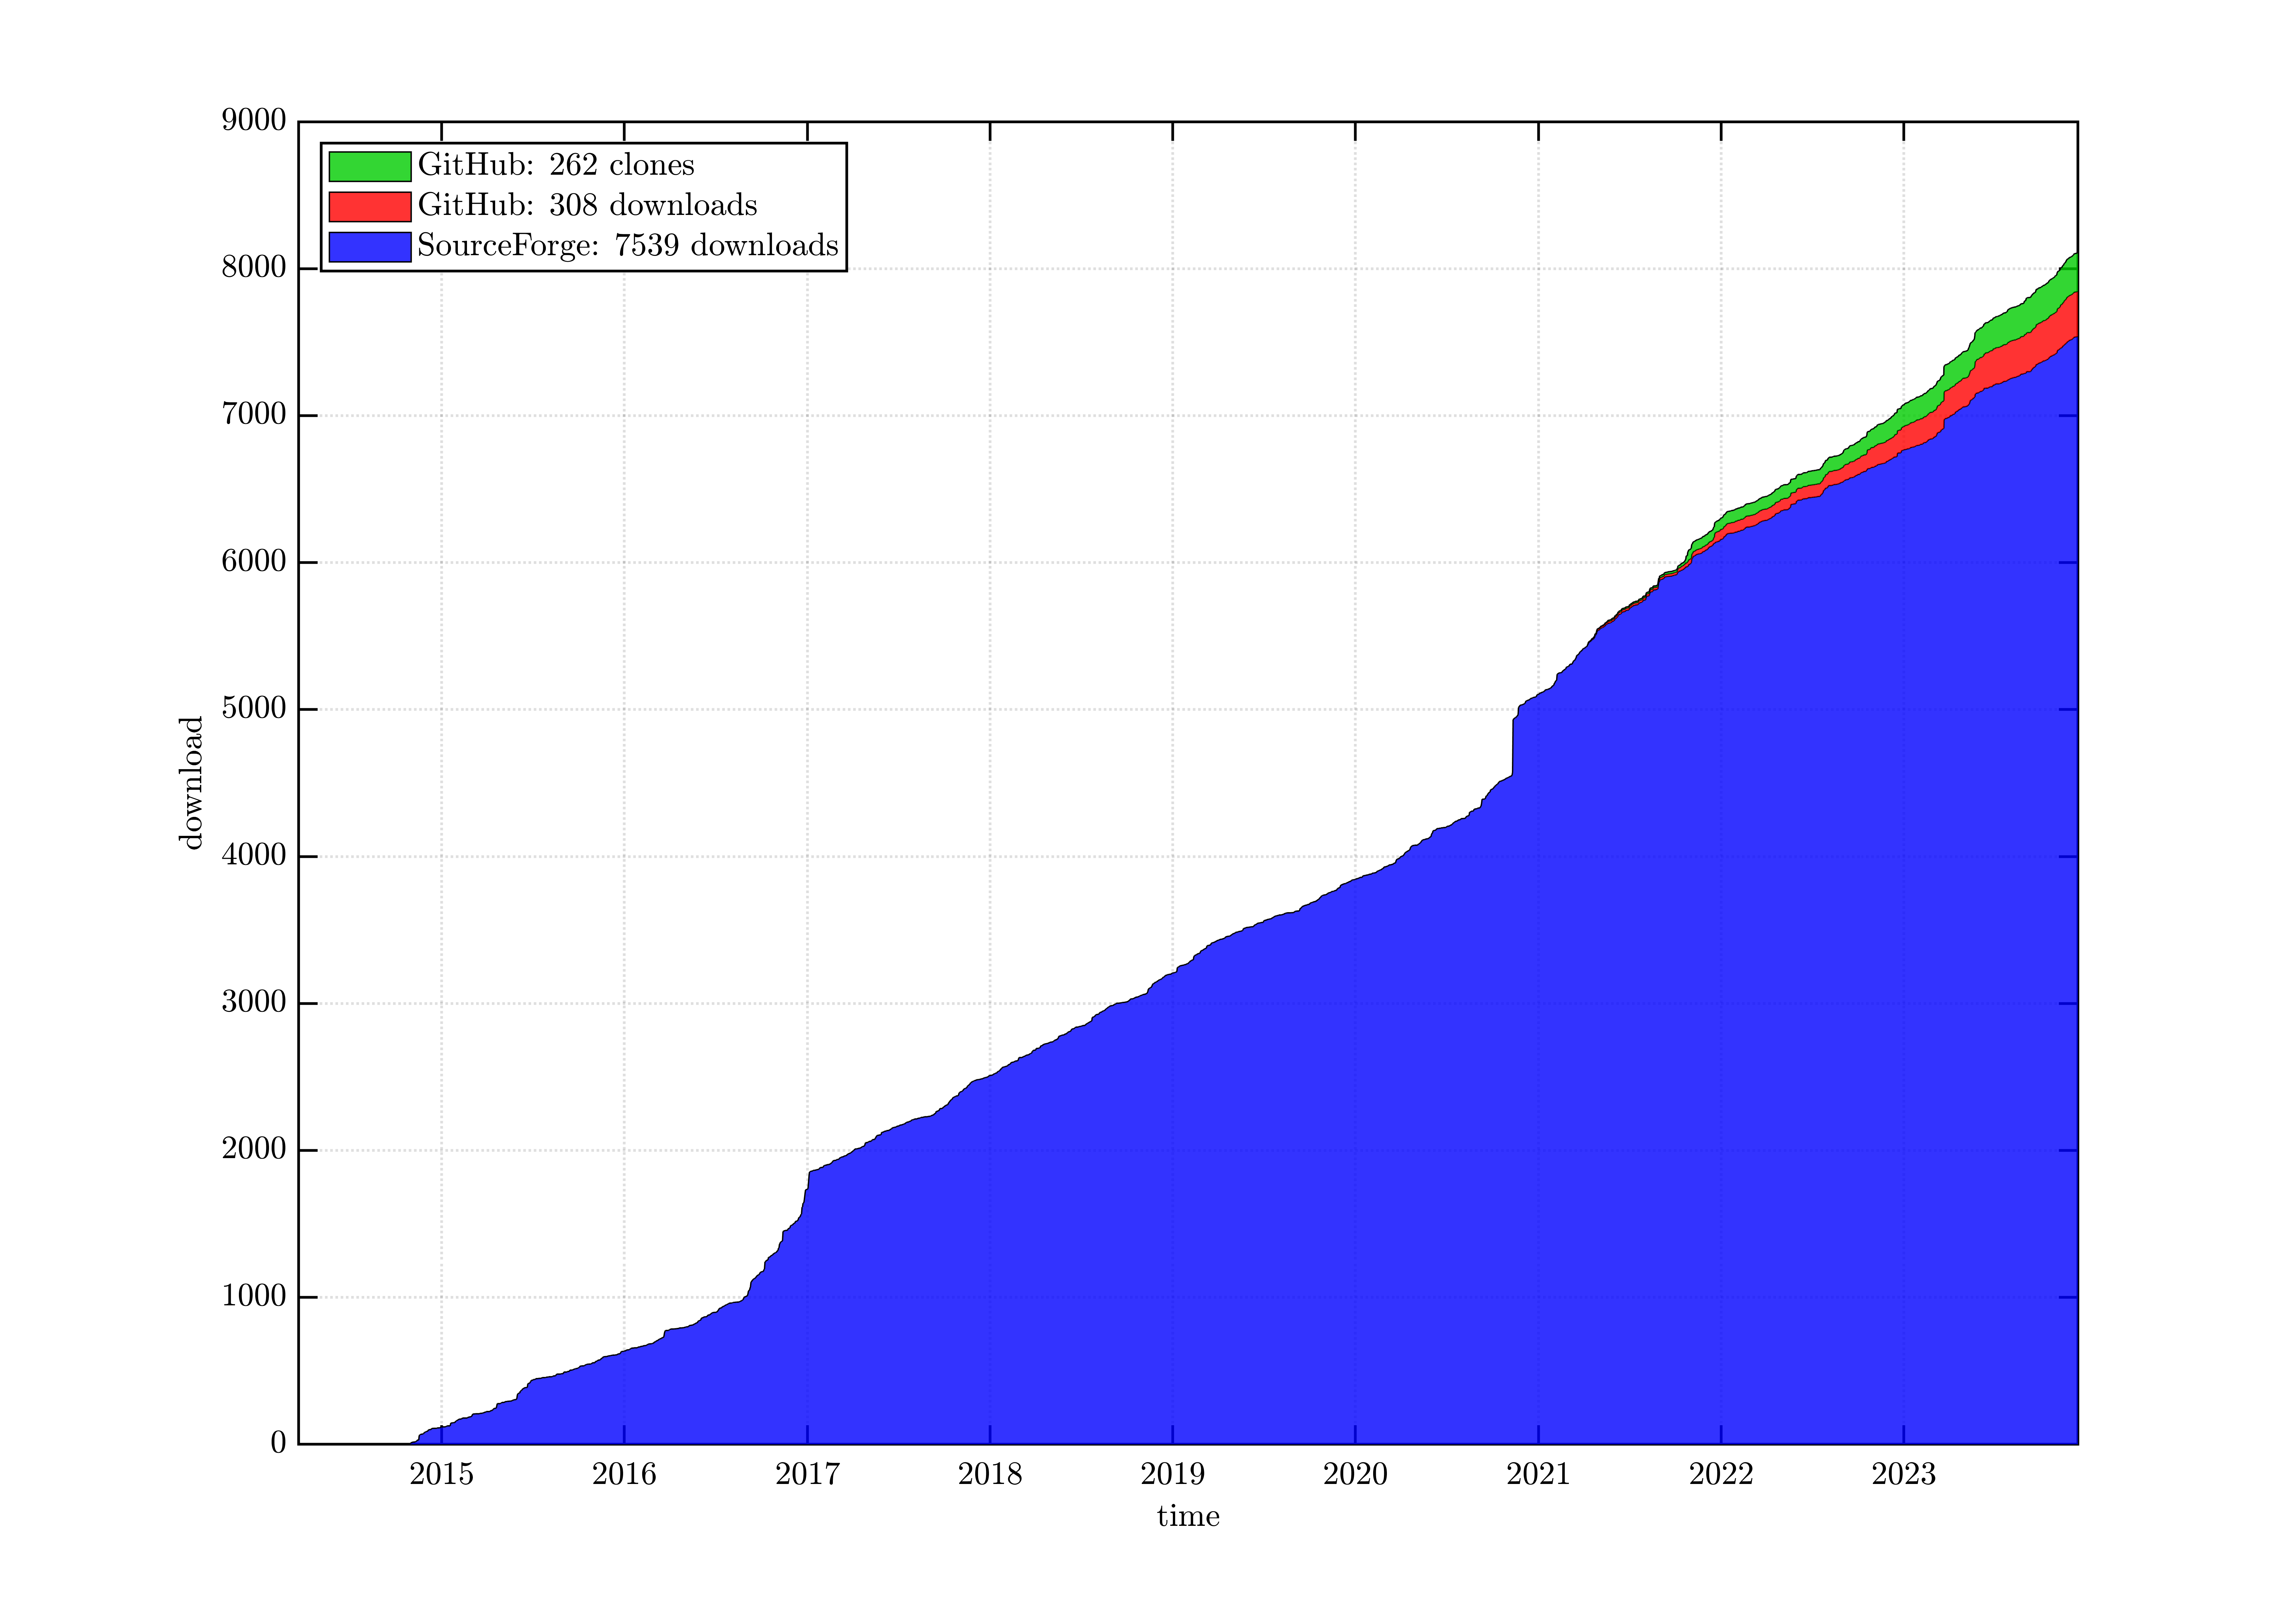 9000
GitHub: 262 clones
GitHub: 308 downloads
SourceForge: 7539 downloads
8000
7000
6000
5000
4000
3000
2000
1000
0
download
2015 2016 2017 2018 2019 2020 2021 2022 2023
time